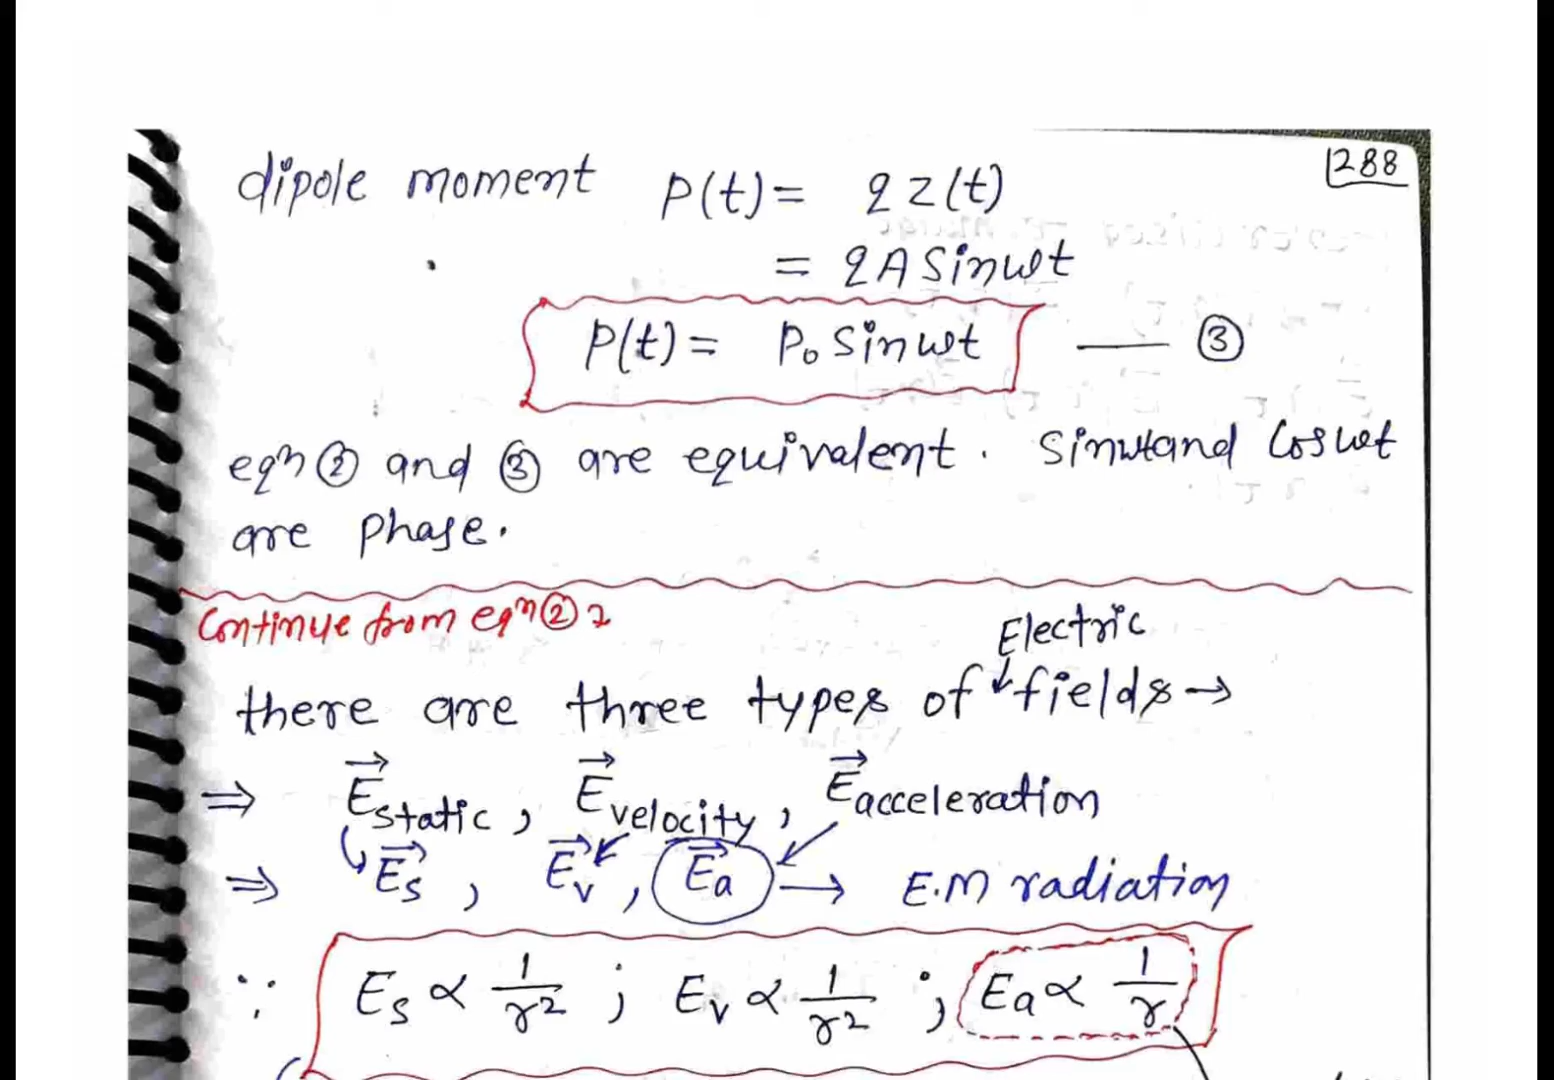 288
dipole moment P(t) = qz(t)
= qA sinωt
P(t) = P₀ sinωt —— ③
eqⁿ ② and ③ are equivalent. sinωt and cosωt
are phase.
Continue from eqⁿ ②
Electric
there are three types of fields →
⇒ E⃗static, E⃗velocity, E⃗acceleration
⇒ E⃗s, E⃗v, E⃗a → E.M radiation
∵ Es ∝ 1/r² ; Ev ∝ 1/r² ; Ea ∝ 1/r